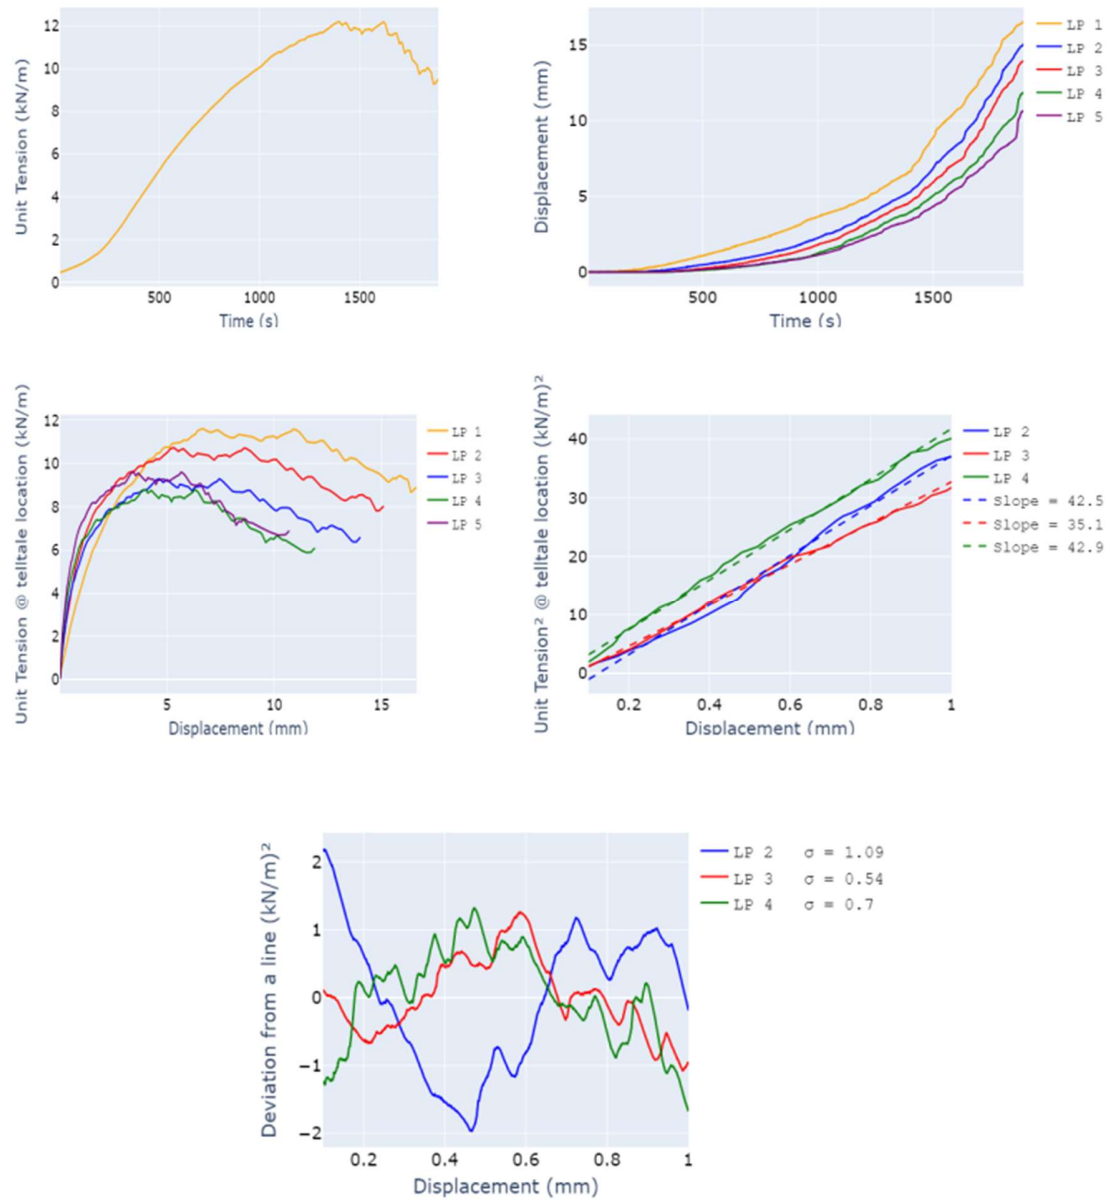 12
10
8
6
4
2
0
Unit Tension (kN/m)
500 1000 1500
Time (s)
15
10
5
0
Displacement (mm)
500 1000 1500
Time (s)
LP 1
LP 2
LP 3
LP 4
LP 5
12
10
8
6
4
2
0
Unit Tension @ telltale location (kN/m)
5 10 15
Displacement (mm)
LP 1
LP 2
LP 3
LP 4
LP 5
40
30
20
10
0
Unit Tension² @ telltale location (kN/m)²
0.2 0.4 0.6 0.8 1
Displacement (mm)
LP 2
LP 3
LP 4
Slope = 42.5
Slope = 35.1
Slope = 42.9
2
1
0
−1
−2
Deviation from a line (kN/m)²
0.2 0.4 0.6 0.8 1
Displacement (mm)
LP 2 σ = 1.09
LP 3 σ = 0.54
LP 4 σ = 0.7